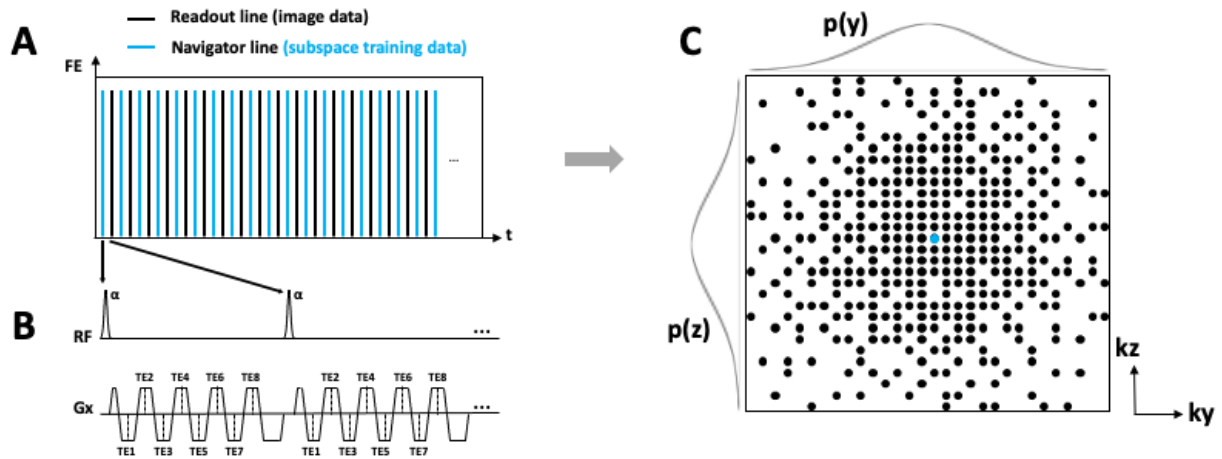 A
Readout line (image data)
Navigator line (subspace training data)
FE
...
t
B
α
α
RF
...
TE2 TE4 TE6 TE8 TE2 TE4 TE6 TE8
Gx
...
TE1 TE3 TE5 TE7 TE1 TE3 TE5 TE7
C
p(y)
p(z)
kz
ky